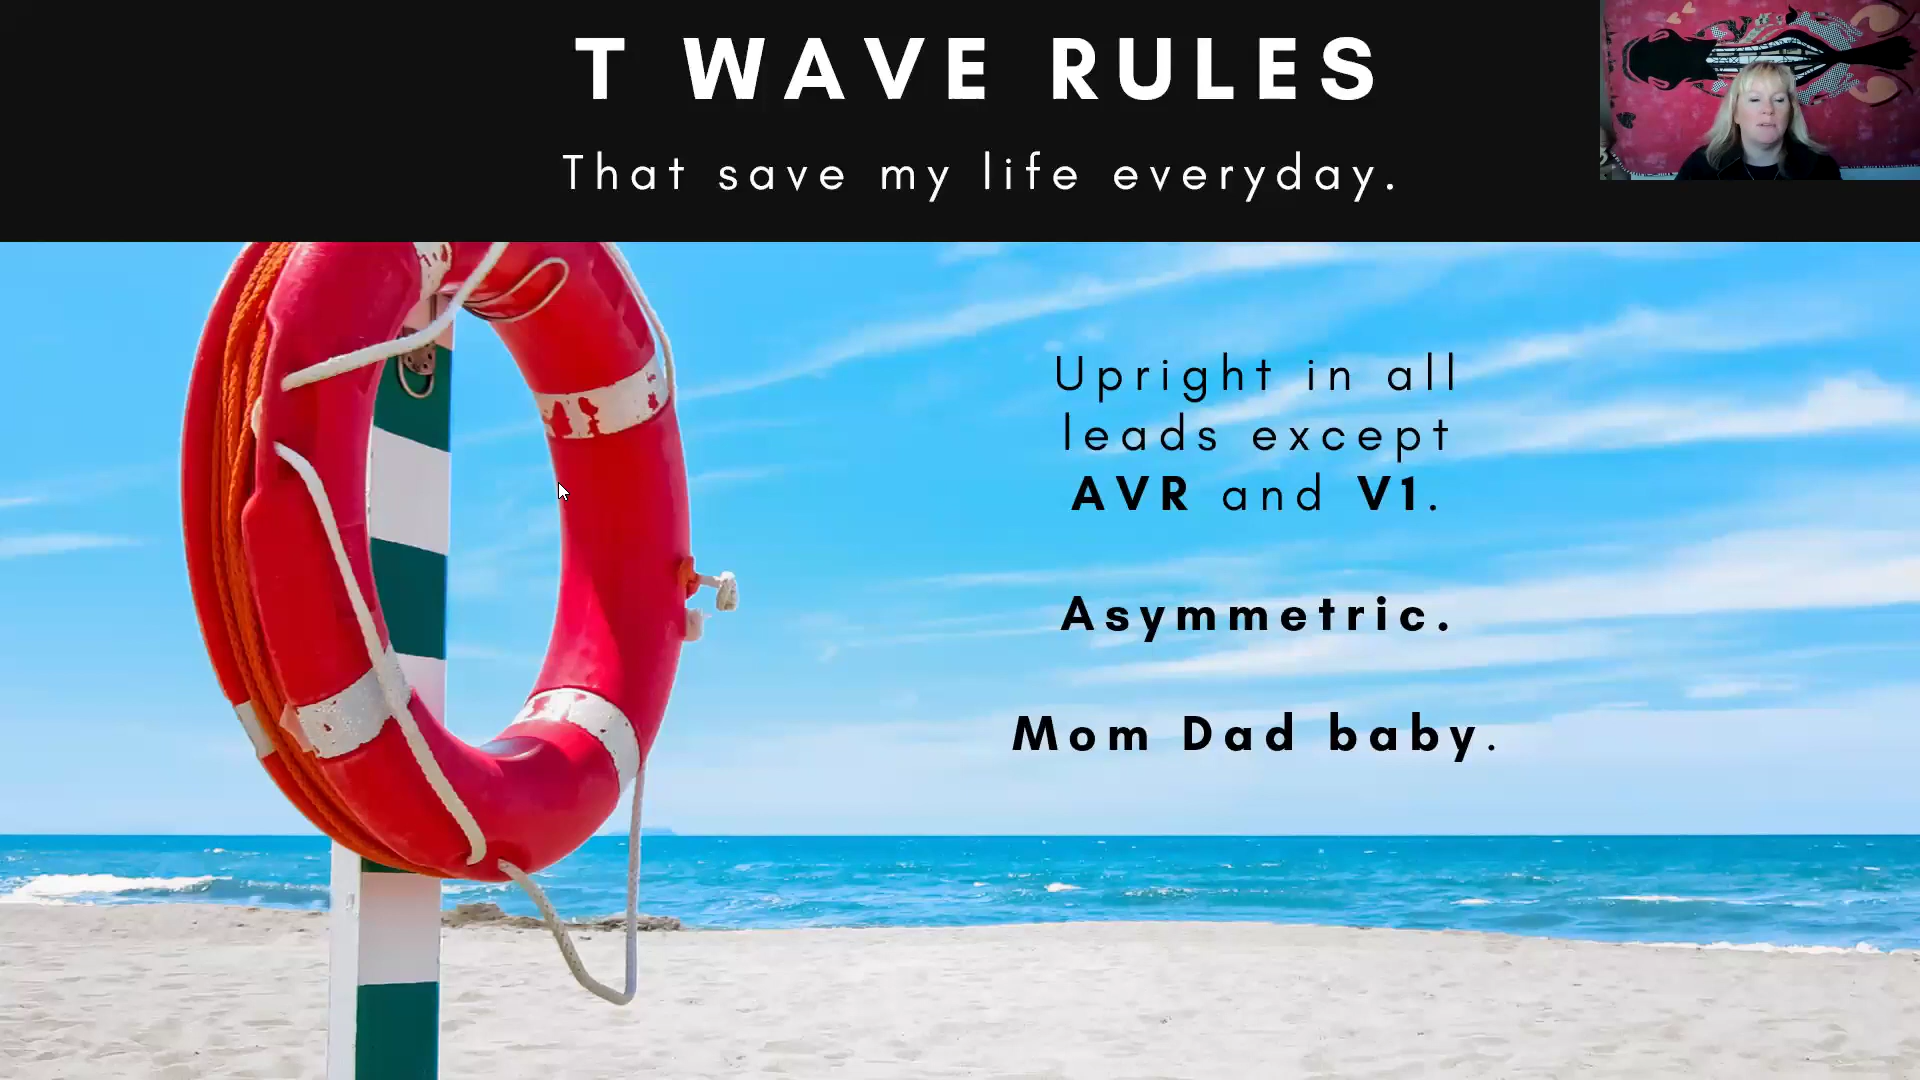 T WAVE RULES
That save my life everyday.
Upright in all
leads except
AVR and V1.
Asymmetric.
Mom Dad baby.